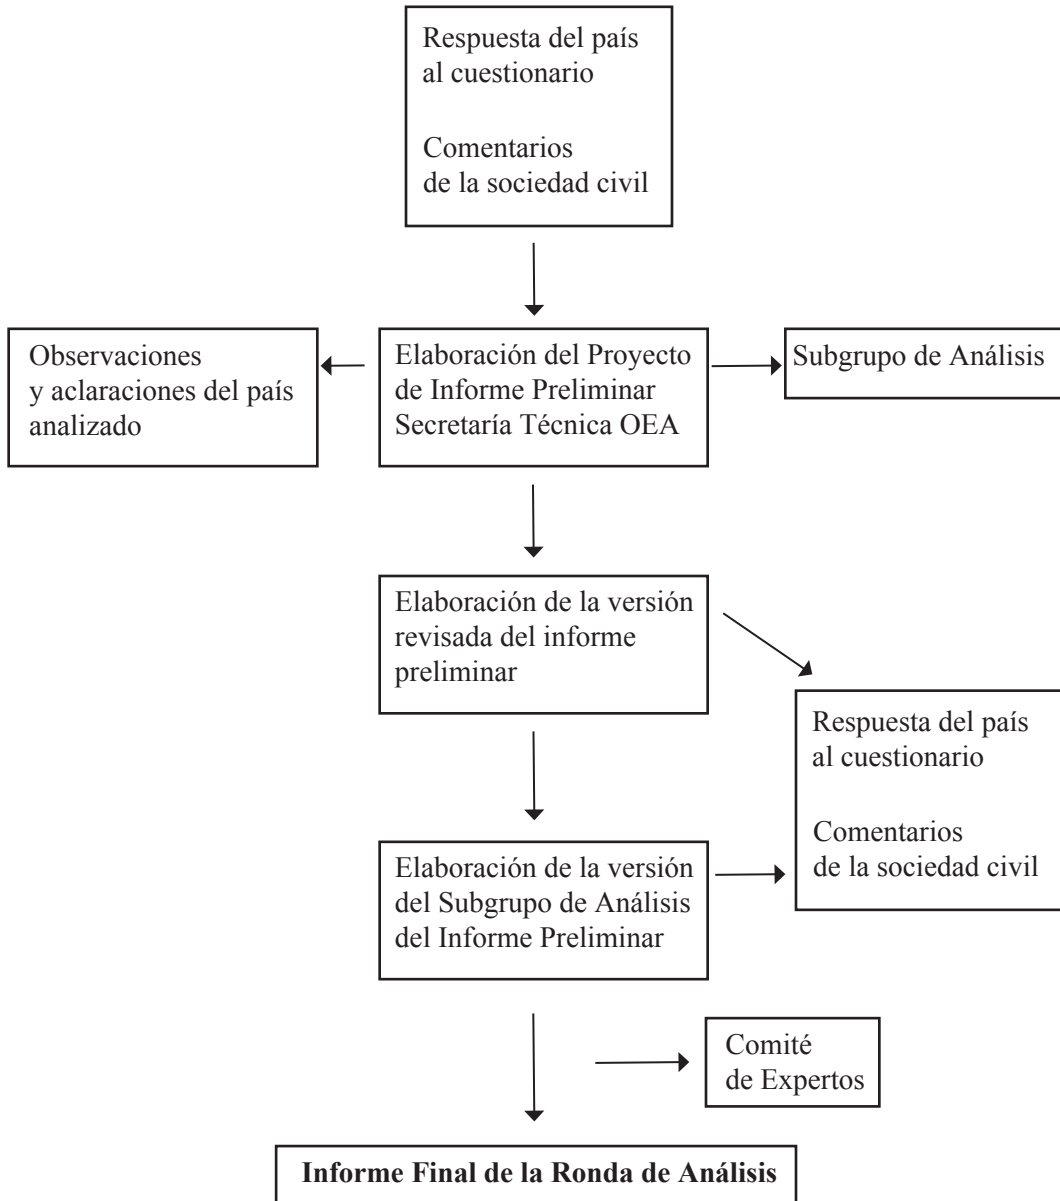 Respuesta del país
al cuestionario
Comentarios
de la sociedad civil
Observaciones
y aclaraciones del país
analizado
Elaboración del Proyecto
de Informe Preliminar
Secretaría Técnica OEA
Subgrupo de Análisis
Elaboración de la versión
revisada del informe
preliminar
Respuesta del país
al cuestionario
Comentarios
de la sociedad civil
Elaboración de la versión
del Subgrupo de Análisis
del Informe Preliminar
Comité
de Expertos
Informe Final de la Ronda de Análisis